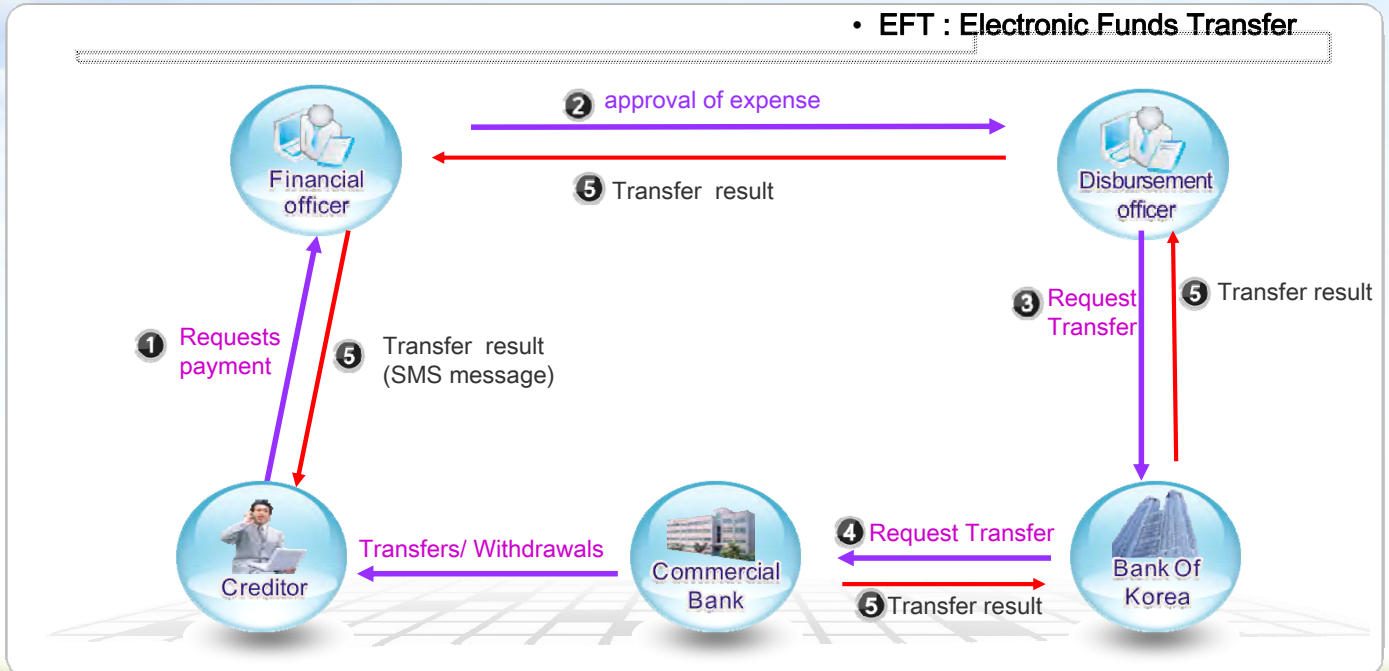 • EFT : Electronic Funds Transfer
2 approval of expense
Financial
officer
5 Transfer result
Disbursement
officer
1 Requests
payment
5 Transfer result
(SMS message)
3 Request
Transfer
5 Transfer result
Creditor
Transfers/ Withdrawals
Commercial
Bank
4 Request Transfer
5 Transfer result
Bank Of
Korea